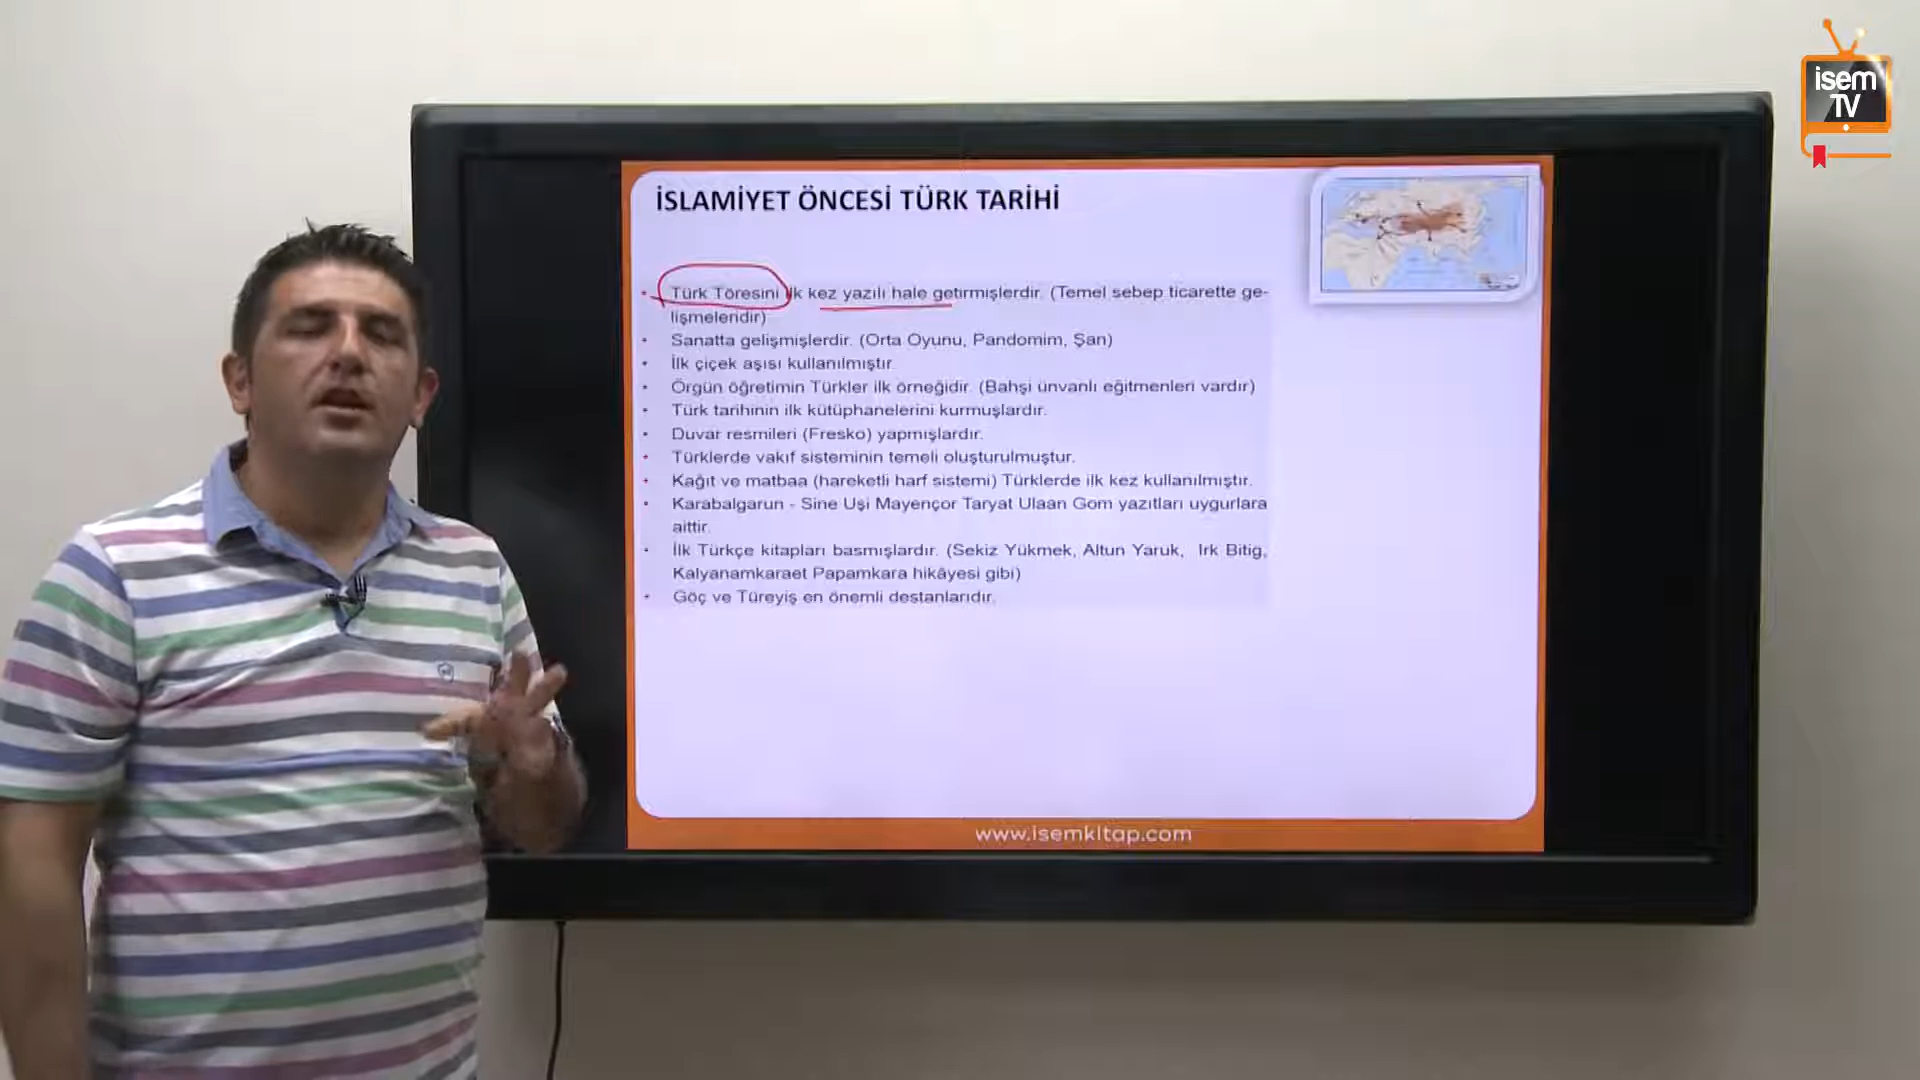 isem
TV
İSLAMİYET ÖNCESİ TÜRK TARİHİ
• Türk Töresini ilk kez yazılı hale getirmişlerdir. (Temel sebep ticarette ge-
lişmeleridir)
• Sanatta gelişmişlerdir. (Orta Oyunu, Pandomim, Şan)
• İlk çiçek aşısı kullanılmıştır.
• Örgün öğretimin Türkler ilk örneğidir. (Bahşi ünvanlı eğitmenleri vardır)
• Türk tarihinin ilk kütüphanelerini kurmuşlardır.
• Duvar resmileri (Fresko) yapmışlardır.
• Türklerde vakıf sisteminin temeli oluşturulmuştur.
• Kağıt ve matbaa (hareketli harf sistemi) Türklerde ilk kez kullanılmıştır.
• Karabalgarun - Sine Uşi Mayençor Taryat Ulaan Gom yazıtları uygurlara
aittir.
• İlk Türkçe kitapları basmışlardır. (Sekiz Yükmek, Altun Yaruk, Irk Bitig,
Kalyanamkaraet Papamkara hikâyesi gibi)
• Göç ve Türeyiş en önemli destanlarıdır.
www.isemkitap.com